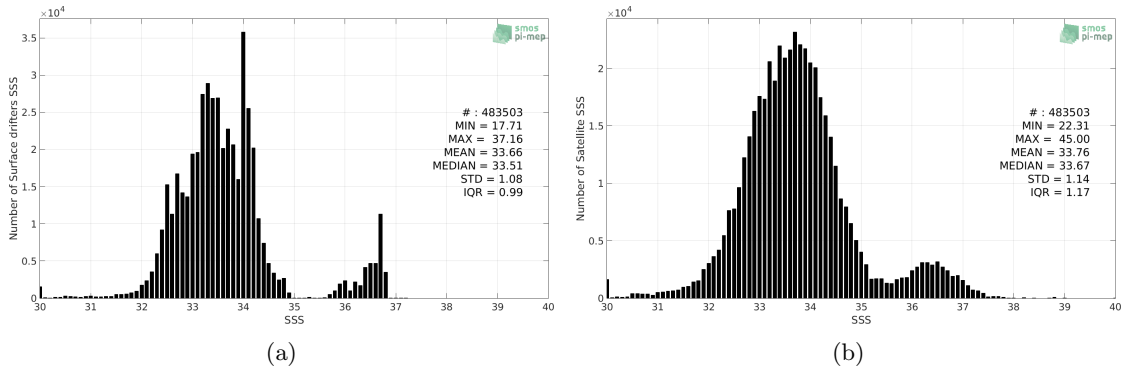 ×10⁴
smos
pi-mep
3.5
3
2.5
2
1.5
1
0.5
0
Number of Surface drifters SSS
# : 483503
MIN = 17.71
MAX = 37.16
MEAN = 33.66
MEDIAN = 33.51
STD = 1.08
IQR = 0.99
30 31 32 33 34 35 36 37 38 39 40
SSS
(a)
×10⁴
smos
pi-mep
2
1.5
1
0.5
0
Number of Satellite SSS
# : 483503
MIN = 22.31
MAX = 45.00
MEAN = 33.76
MEDIAN = 33.67
STD = 1.14
IQR = 1.17
30 31 32 33 34 35 36 37 38 39 40
SSS
(b)